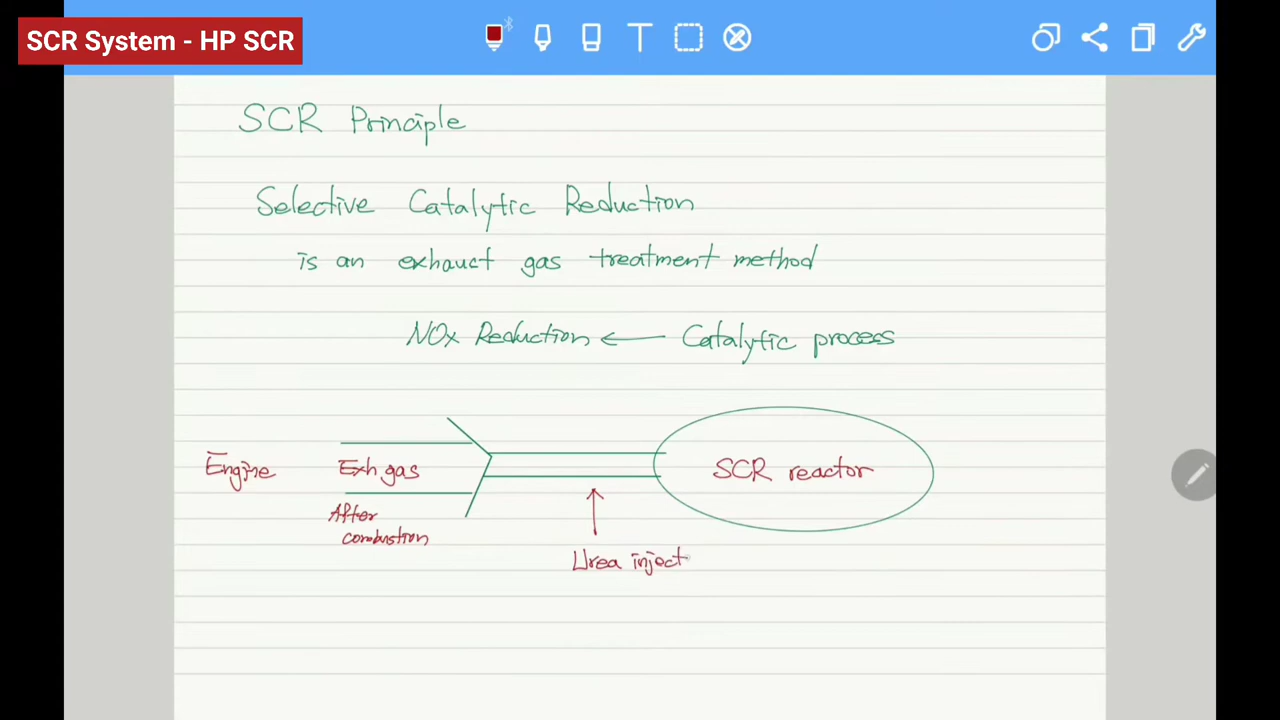 SCR System - HP SCR
SCR Principle
Selective Catalytic Reduction
is an exhauct gas treatment method
NOx Reduction ← Catalytic process
Engine
Exh gas
After
combustion
SCR reactor
Urea inject